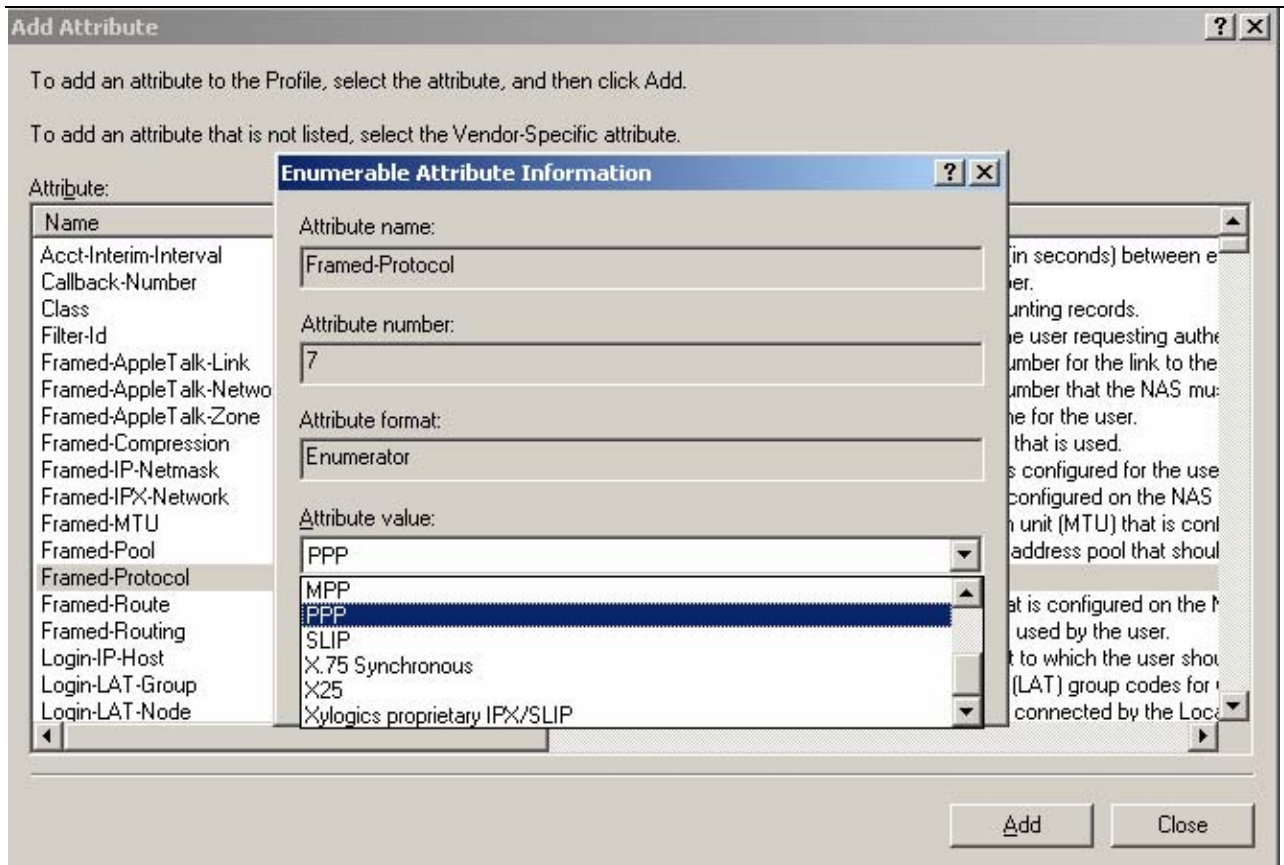 Add Attribute
To add an attribute to the Profile, select the attribute, and then click Add.
To add an attribute that is not listed, select the Vendor-Specific attribute.
Attribute:
Name
Acct-Interim-Interval
Callback-Number
Class
Filter-Id
Framed-AppleTalk-Link
Framed-AppleTalk-Netwo
Framed-AppleTalk-Zone
Framed-Compression
Framed-IP-Netmask
Framed-IPX-Network
Framed-MTU
Framed-Pool
Framed-Protocol
Framed-Route
Framed-Routing
Login-IP-Host
Login-LAT-Group
Login-LAT-Node
Enumerable Attribute Information
Attribute name:
Framed-Protocol
Attribute number:
7
Attribute format:
Enumerator
Attribute value:
PPP
MPP
PPP
SLIP
X.75 Synchronous
X25
Xylogics proprietary IPX/SLIP
(in seconds) between e
er.
unting records.
e user requesting authe
umber for the link to the
umber that the NAS mu
e for the user.
that is used.
s configured for the use
configured on the NAS
unit (MTU) that is con
address pool that shoul
at is configured on the
used by the user.
t to which the user shou
(LAT) group codes for
connected by the Loca
Add
Close